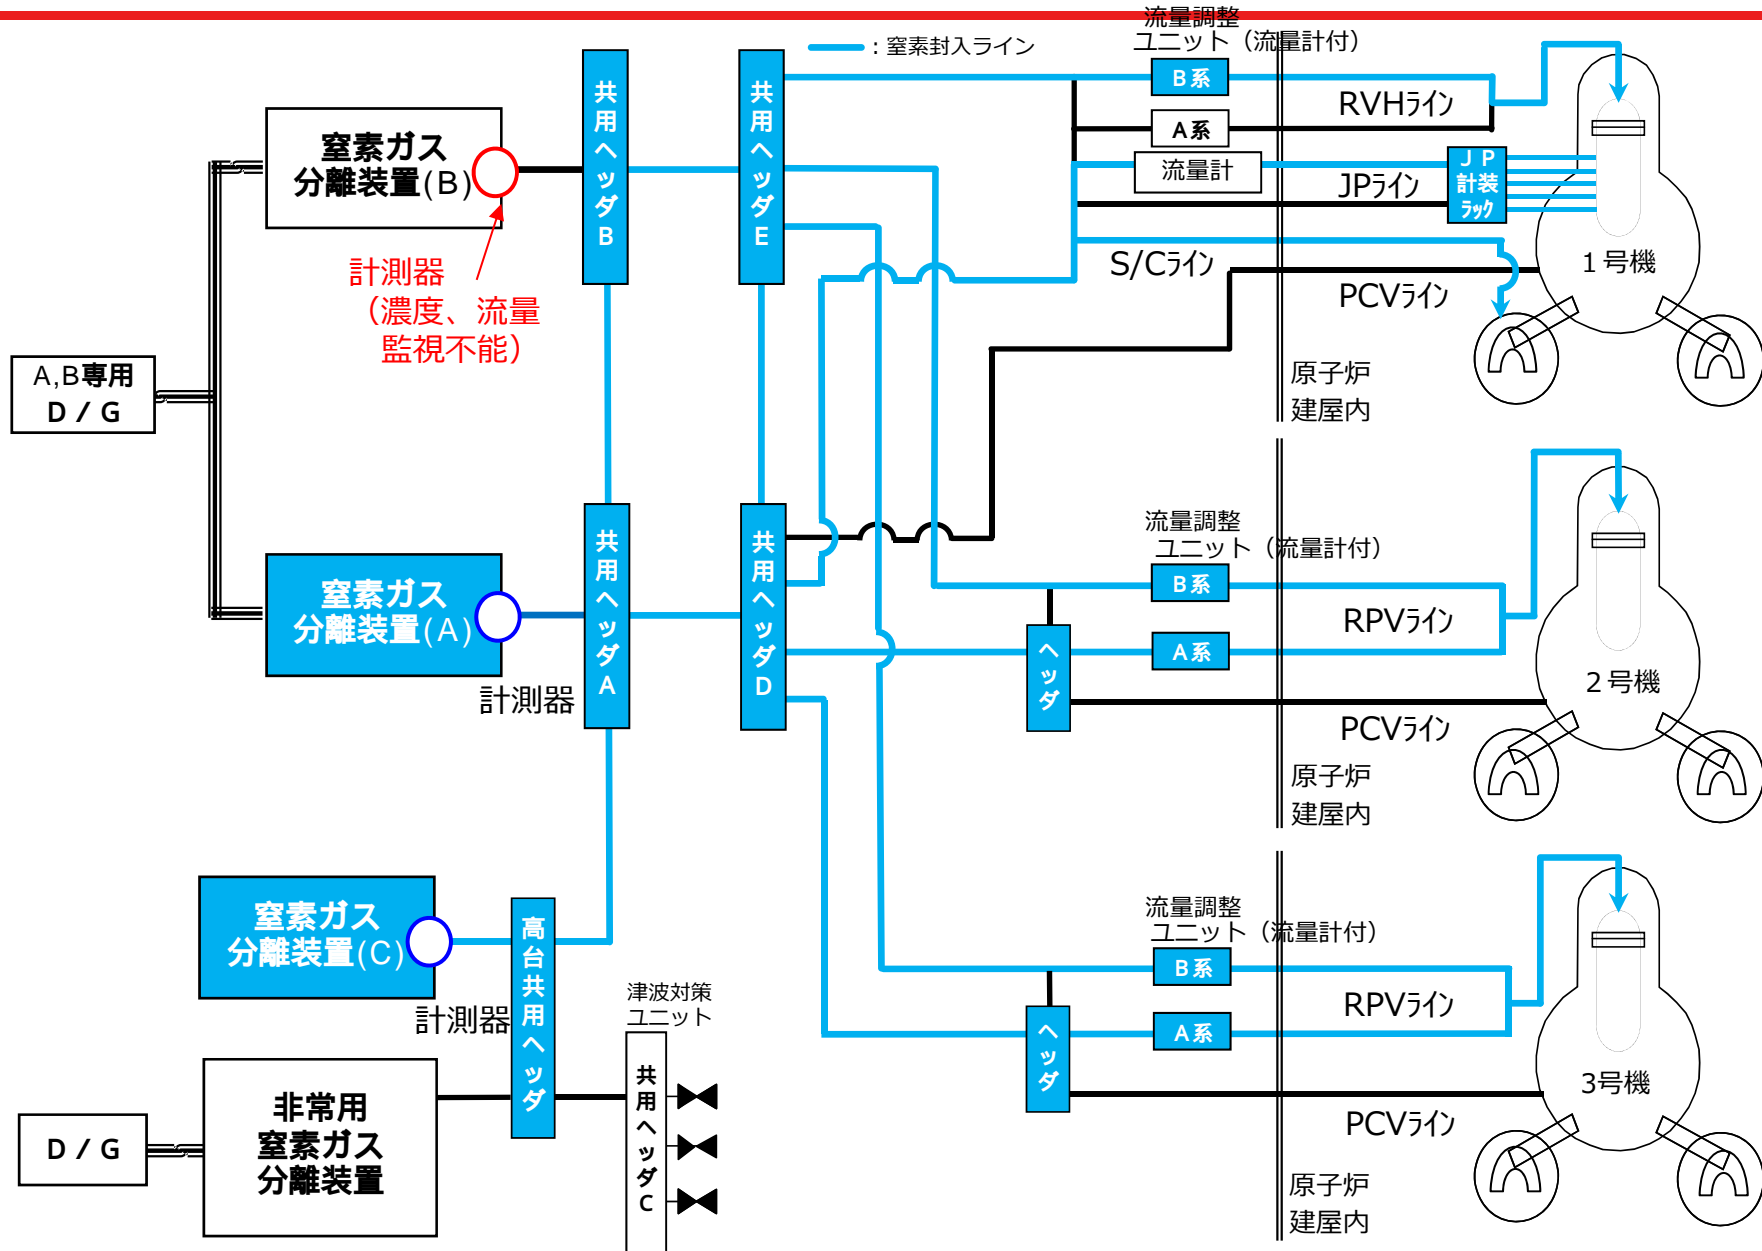 流量調整
ユニット（流量計付）
：窒素封入ライン
B系
A系
RVHライン
流量計
JPライン
JP
計装
ラック
S/Cライン
PCVライン
1号機
原子炉
建屋内
共用ヘッダB
共用ヘッダE
窒素ガス
分離装置(B)
計測器
（濃度、流量
監視不能）
A,B専用
D / G
窒素ガス
分離装置(A)
計測器
共用ヘッダA
共用ヘッダD
流量調整
ユニット（流量計付）
B系
A系
ヘッダ
RPVライン
PCVライン
2号機
原子炉
建屋内
窒素ガス
分離装置(C)
計測器
高台共用ヘッダ
津波対策
ユニット
共用ヘッダC
非常用
窒素ガス
分離装置
D / G
流量調整
ユニット（流量計付）
B系
A系
ヘッダ
RPVライン
PCVライン
3号機
原子炉
建屋内